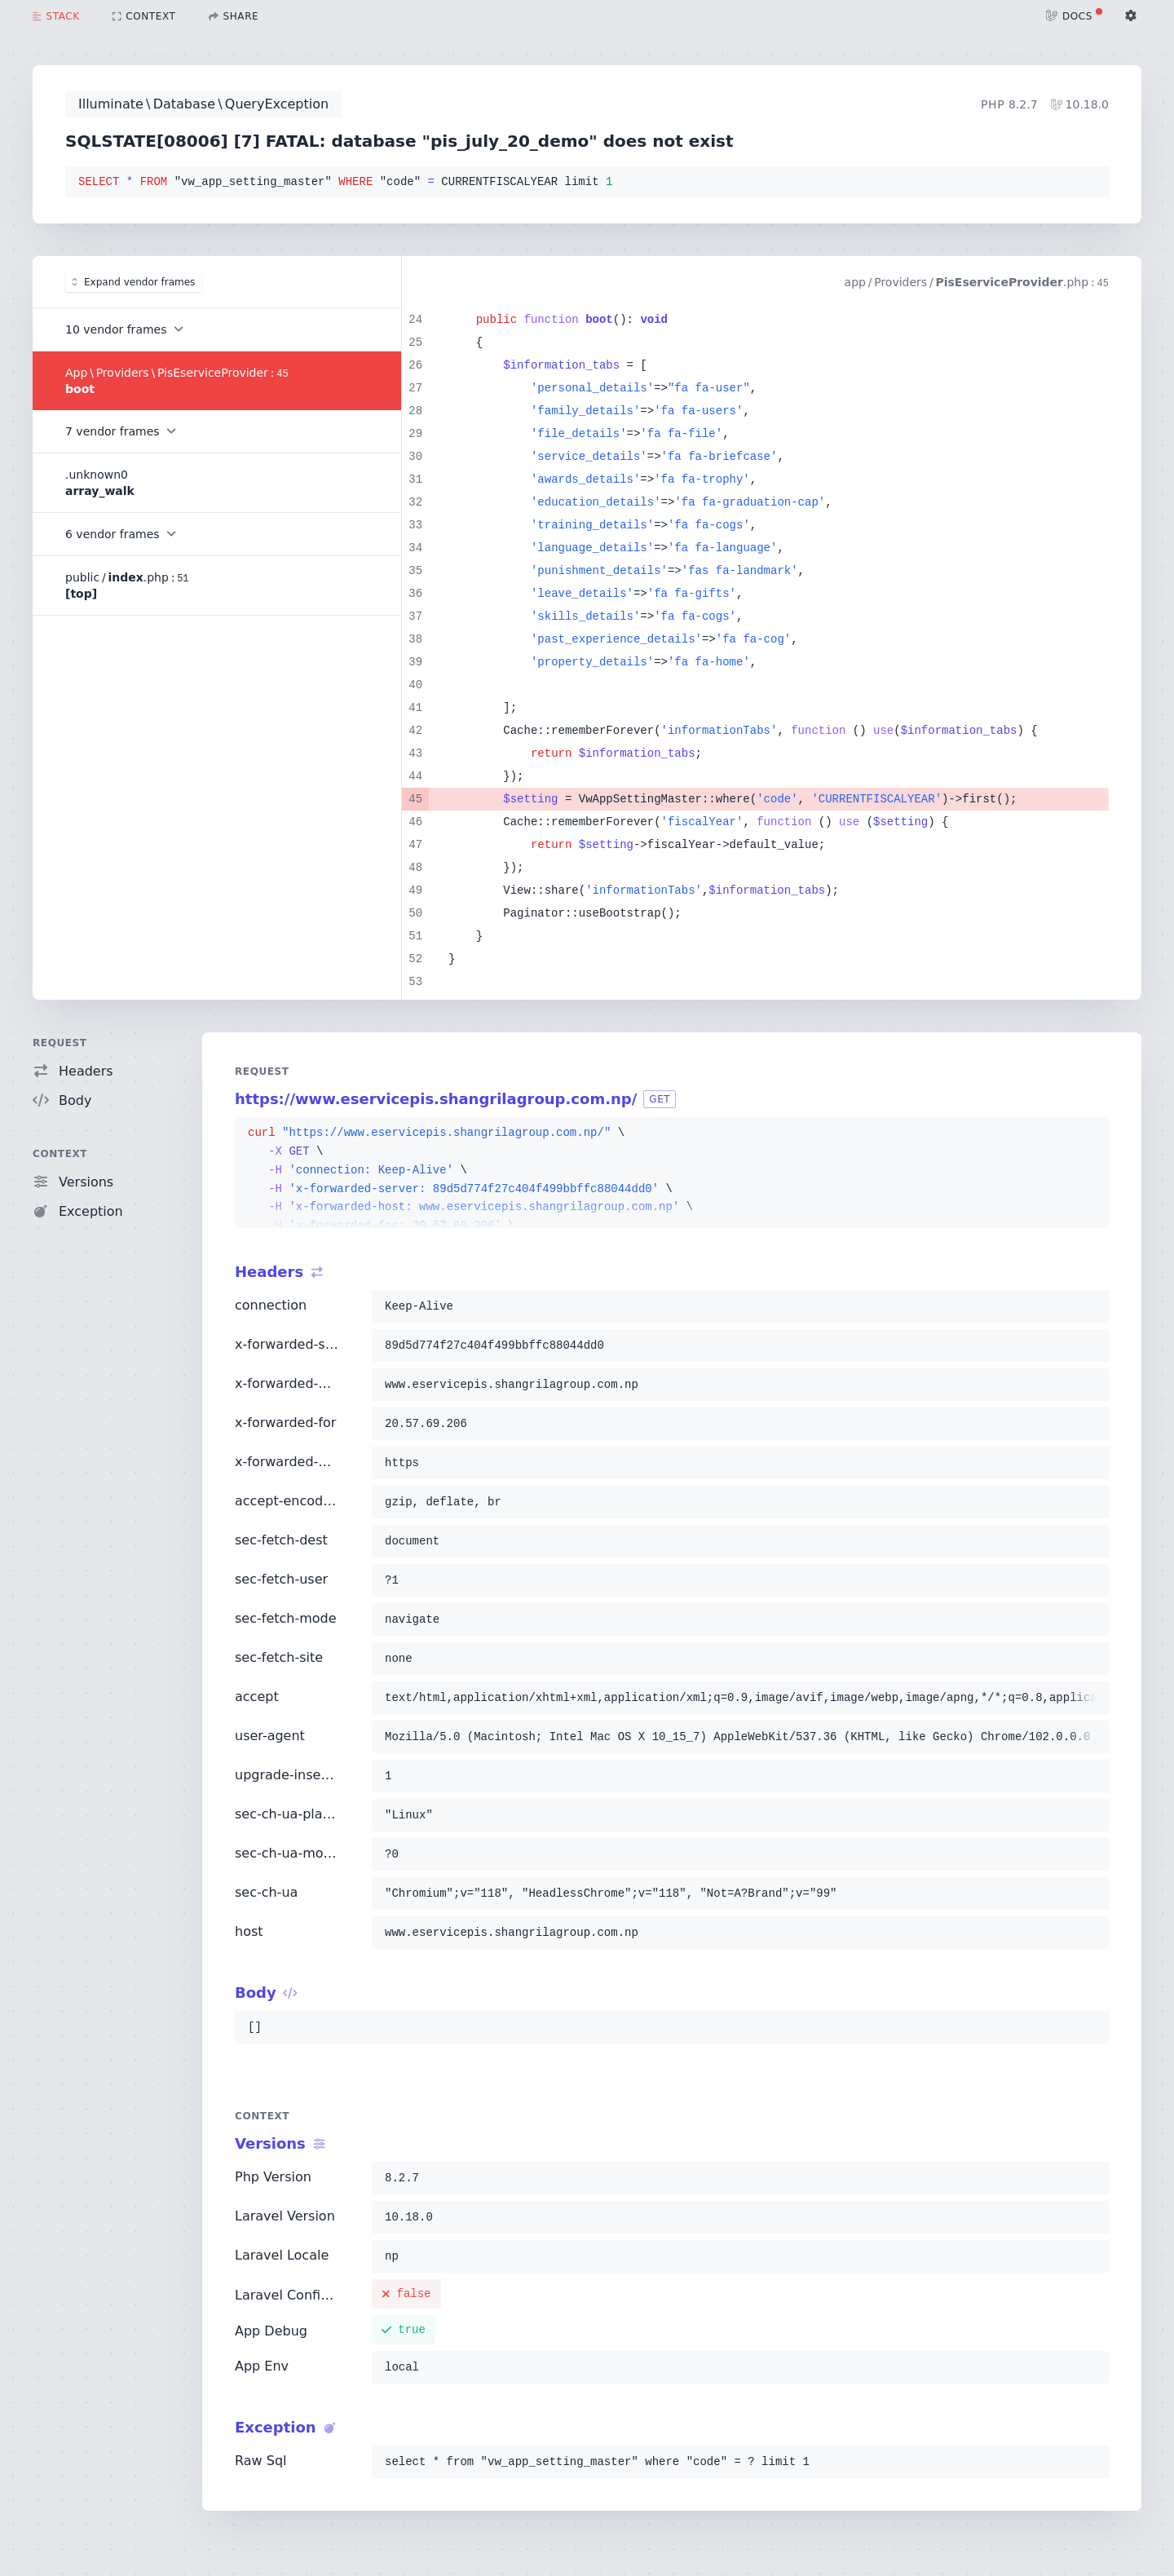 STACK CONTEXT SHARE DOCS
Illuminate\Database\QueryException PHP 8.2.7 10.18.0
SQLSTATE[08006] [7] FATAL: database "pis_july_20_demo" does not exist
SELECT * FROM "vw_app_setting_master" WHERE "code" = CURRENTFISCALYEAR limit 1
Expand vendor frames
10 vendor frames
App\Providers\PisEserviceProvider:45
boot
7 vendor frames
.unknown0
array_walk
6 vendor frames
public/index.php:51
[top]
app/Providers/PisEserviceProvider.php:45
24 public function boot(): void
25 {
26 $information_tabs = [
27 'personal_details'=>"fa fa-user",
28 'family_details'=>'fa fa-users',
29 'file_details'=>'fa fa-file',
30 'service_details'=>'fa fa-briefcase',
31 'awards_details'=>'fa fa-trophy',
32 'education_details'=>'fa fa-graduation-cap',
33 'training_details'=>'fa fa-cogs',
34 'language_details'=>'fa fa-language',
35 'punishment_details'=>'fas fa-landmark',
36 'leave_details'=>'fa fa-gifts',
37 'skills_details'=>'fa fa-cogs',
38 'past_experience_details'=>'fa fa-cog',
39 'property_details'=>'fa fa-home',
40
41 ];
42 Cache::rememberForever('informationTabs', function () use($information_tabs) {
43 return $information_tabs;
44 });
45 $setting = VwAppSettingMaster::where('code', 'CURRENTFISCALYEAR')->first();
46 Cache::rememberForever('fiscalYear', function () use ($setting) {
47 return $setting->fiscalYear->default_value;
48 });
49 View::share('informationTabs',$information_tabs);
50 Paginator::useBootstrap();
51 }
52 }
53
REQUEST
Headers
Body
CONTEXT
Versions
Exception
REQUEST
https://www.eservicepis.shangrilagroup.com.np/ GET
curl "https://www.eservicepis.shangrilagroup.com.np/" \
-X GET \
-H 'connection: Keep-Alive' \
-H 'x-forwarded-server: 89d5d774f27c404f499bbffc88044dd0' \
-H 'x-forwarded-host: www.eservicepis.shangrilagroup.com.np' \
-H 'x-forwarded-for: 20.57.69.206' \
Headers
connection Keep-Alive
x-forwarded-s… 89d5d774f27c404f499bbffc88044dd0
x-forwarded-… www.eservicepis.shangrilagroup.com.np
x-forwarded-for 20.57.69.206
x-forwarded-… https
accept-encod… gzip, deflate, br
sec-fetch-dest document
sec-fetch-user ?1
sec-fetch-mode navigate
sec-fetch-site none
accept text/html,application/xhtml+xml,application/xml;q=0.9,image/avif,image/webp,image/apng,*/*;q=0.8,applica
user-agent Mozilla/5.0 (Macintosh; Intel Mac OS X 10_15_7) AppleWebKit/537.36 (KHTML, like Gecko) Chrome/102.0.0.0
upgrade-inse… 1
sec-ch-ua-pla… "Linux"
sec-ch-ua-mo… ?0
sec-ch-ua "Chromium";v="118", "HeadlessChrome";v="118", "Not=A?Brand";v="99"
host www.eservicepis.shangrilagroup.com.np
Body
[]
CONTEXT
Versions
Php Version 8.2.7
Laravel Version 10.18.0
Laravel Locale np
Laravel Confi… false
App Debug true
App Env local
Exception
Raw Sql select * from "vw_app_setting_master" where "code" = ? limit 1